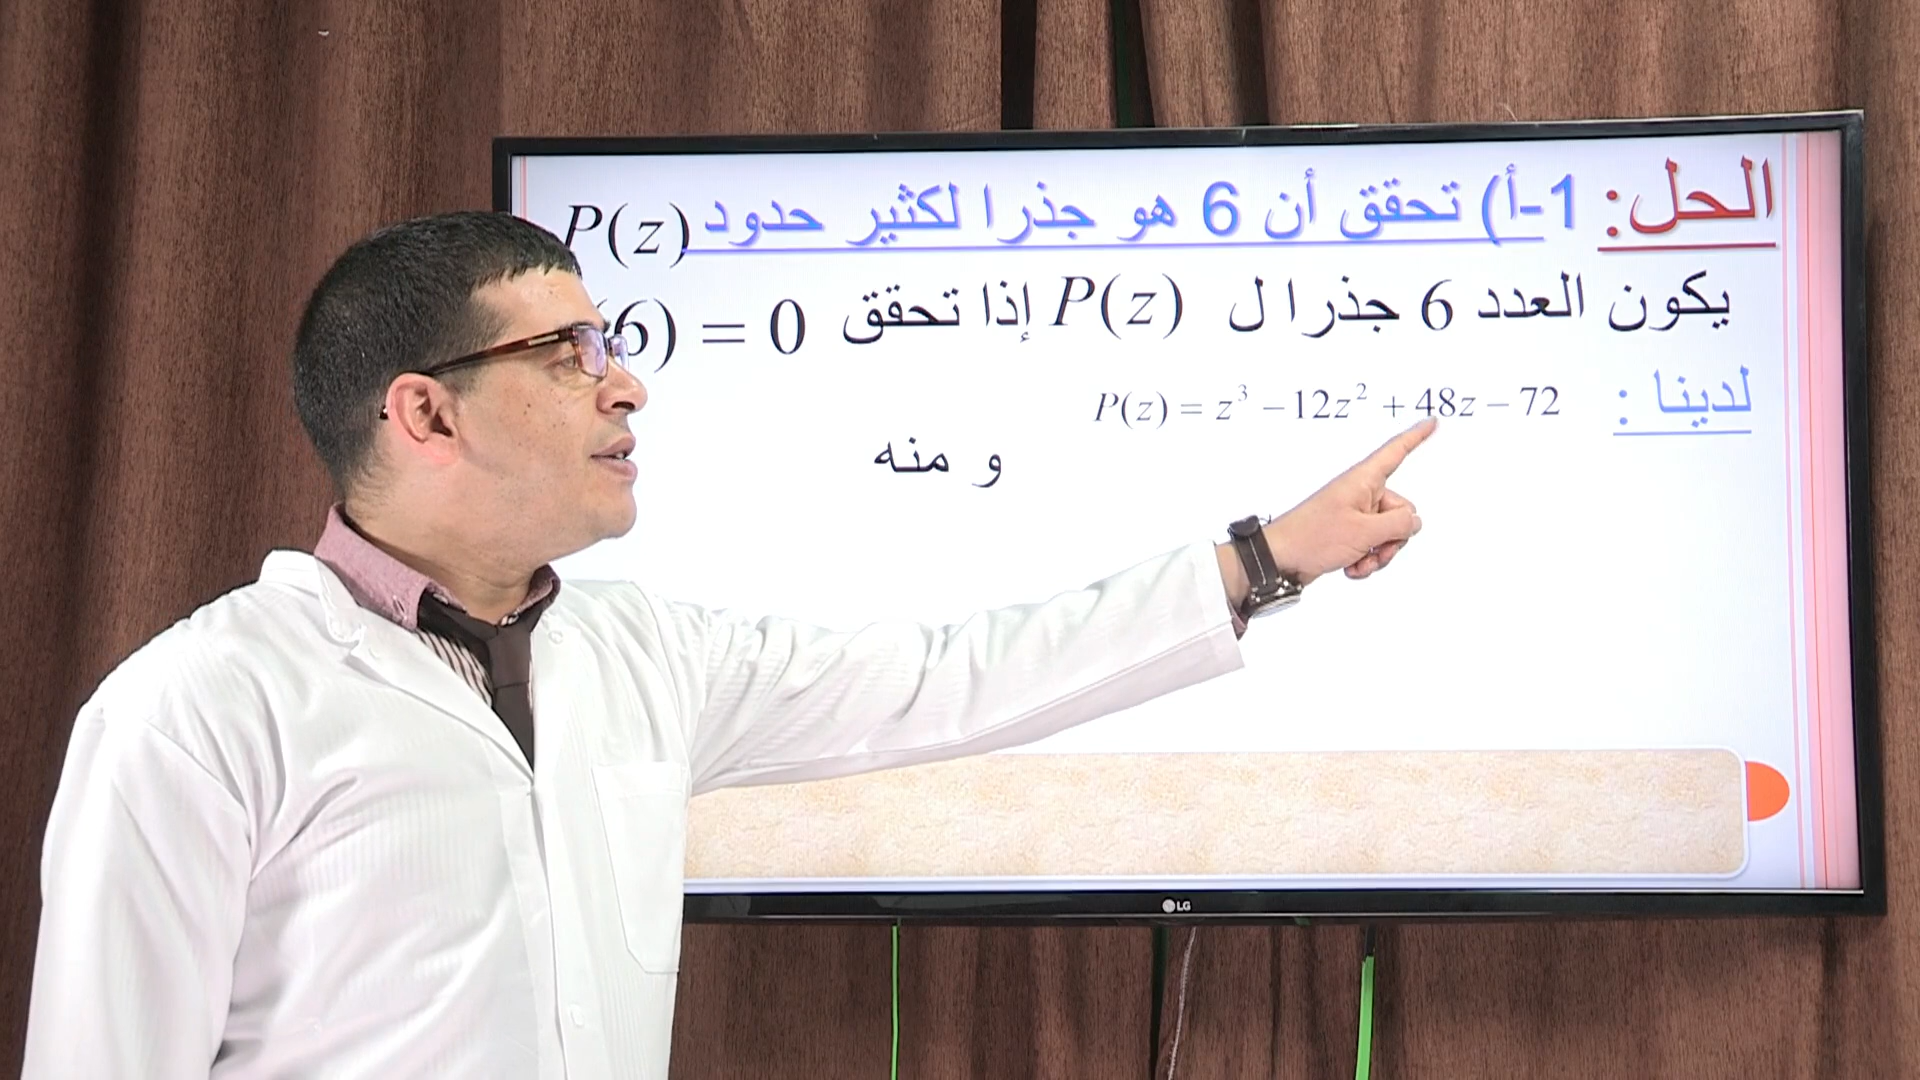 الحل: 1-أ) تحقق أن 6 هو جذرا لكثير حدود P(z)
يكون العدد 6 جذرا ل P(z) إذا تحقق (6) = 0
لدينا : P(z) = z³ − 12z² + 48z − 72
و منه
LG